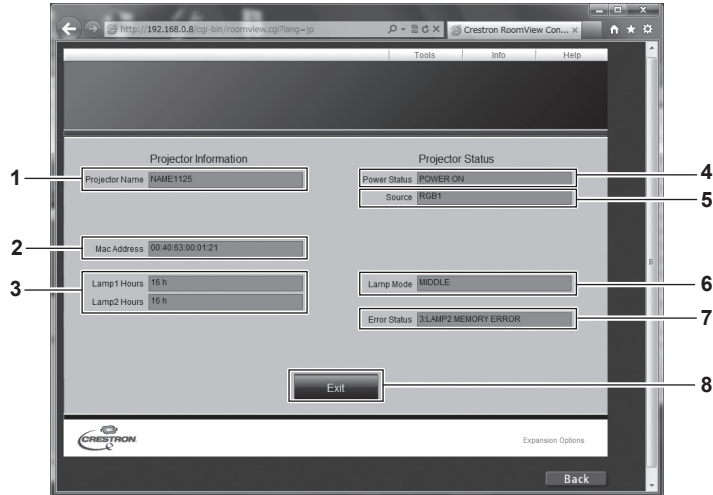 http://192.168.0.8/cgi-bin/roomview.cgi?lang=jp
Crestron RoomView Con...
Tools Info Help
Projector Information Projector Status
1 Projector Name NAME1125 Power Status POWER ON 4
Source RGB1 5
2 Mac Address 00:40:63:00:01:21
3 Lamp1 Hours 16 h Lamp Mode MIDDLE 6
Lamp2 Hours 16 h
Error Status 3:LAMP2 MEMORY ERROR 7
Exit 8
CRESTRON Expansion Options
Back